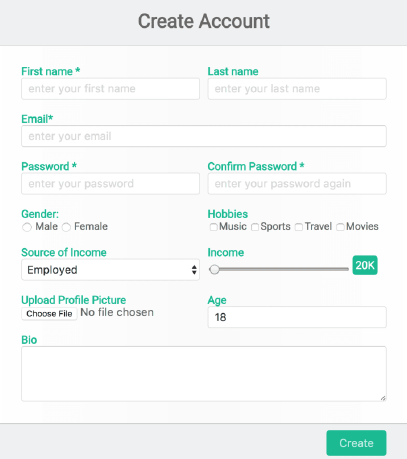 Create Account
First name * Last name
enter your first name enter your last name
Email*
enter your email
Password * Confirm Password *
enter your password enter your password again
Gender: Hobbies
Male Female Music Sports Travel Movies
Source of Income Income
Employed 20K
Upload Profile Picture Age
Choose File No file chosen 18
Bio
Create